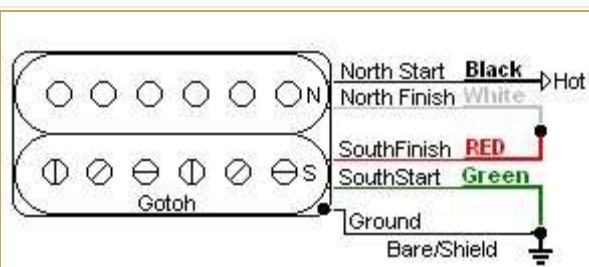 North Start Black
Hot
N North Finish White
SouthFinish RED
S SouthStart Green
Gotoh
Ground
Bare/Shield